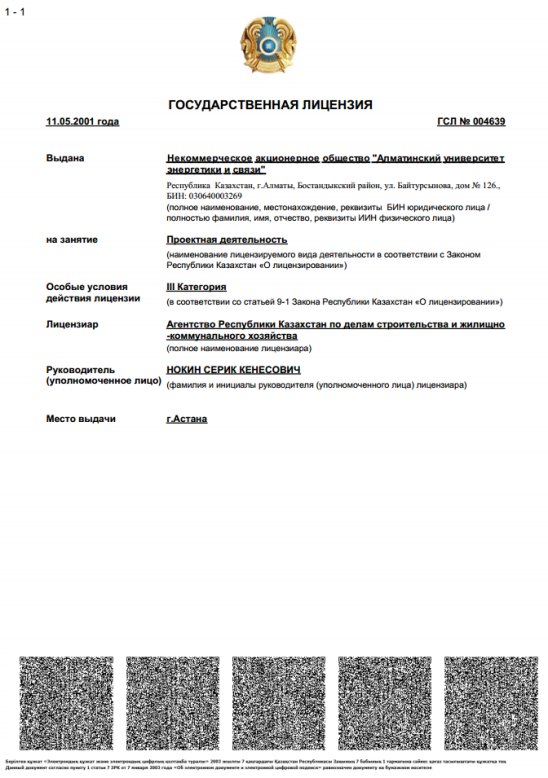 1 - 1
ГОСУДАРСТВЕННАЯ ЛИЦЕНЗИЯ
11.05.2001 года ГСЛ № 004639
Выдана Некоммерческое акционерное общество "Алматинский университет
энергетики и связи"
Республика Казахстан, г.Алматы, Бостандыкский район, ул. Байтурсынова, дом № 126.,
БИН: 030640003269
(полное наименование, местонахождение, реквизиты БИН юридического лица /
полностью фамилия, имя, отчество, реквизиты ИИН физического лица)
на занятие Проектная деятельность
(наименование лицензируемого вида деятельности в соответствии с Законом
Республики Казахстан «О лицензировании»)
Особые условия III Категория
действия лицензии (в соответствии со статьей 9-1 Закона Республики Казахстан «О лицензировании»)
Лицензиар Агентство Республики Казахстан по делам строительства и жилищно
-коммунального хозяйства
(полное наименование лицензиара)
Руководитель НОКИН СЕРИК КЕНЕСОВИЧ
(уполномоченное лицо) (фамилия и инициалы руководителя (уполномоченного лица) лицензиара)
Место выдачи г.Астана
Берілген құжат «Электрондық құжат және электрондық цифрлық қолтаңба туралы» 2003 жылғы 7 қаңтардағы Қазақстан Республикасы Заңының 7 бабының 1 тармағына сәйкес қағаз тасығыштағы құжатқа тең
Данный документ согласно пункту 1 статьи 7 ЗРК от 7 января 2003 года «Об электронном документе и электронной цифровой подписи» равнозначен документу на бумажном носителе